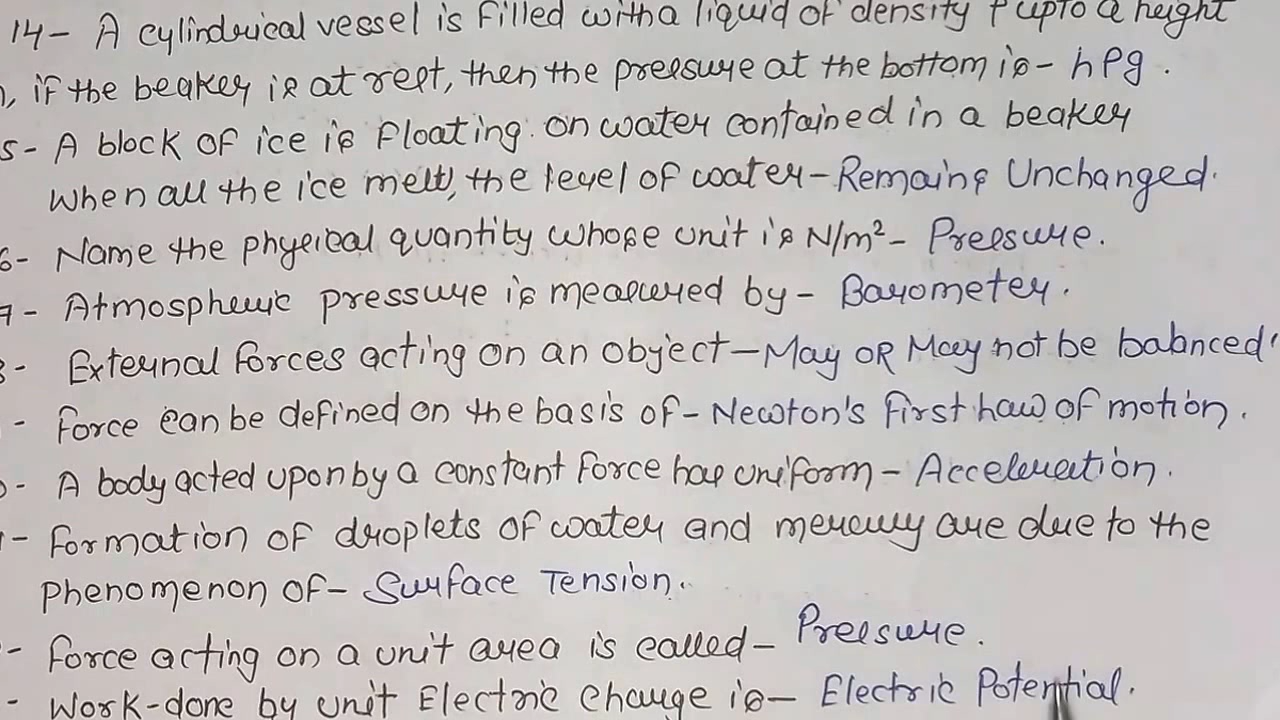 14- A cylindrical vessel is filled with a liquid of density ρ upto a height
h, if the beaker is at rest, then the pressure at the bottom is- hρg.
5- A block of ice is floating on water contained in a beaker
when all the ice melt, the level of water- Remains Unchanged.
6- Name the physical quantity whose unit is N/m²- Pressure.
7- Atmospheric pressure is measured by- Barometer.
8- External forces acting on an object- May OR May not be balanced.
- Force can be defined on the basis of- Newton's First Law of motion.
0- A body acted upon by a constant force has uniform- Acceleration.
1- Formation of droplets of water and mercury are due to the
phenomenon of- Surface Tension.
- Force acting on a unit area is called- Pressure.
- Work-done by unit Electric Charge is- Electric Potential.